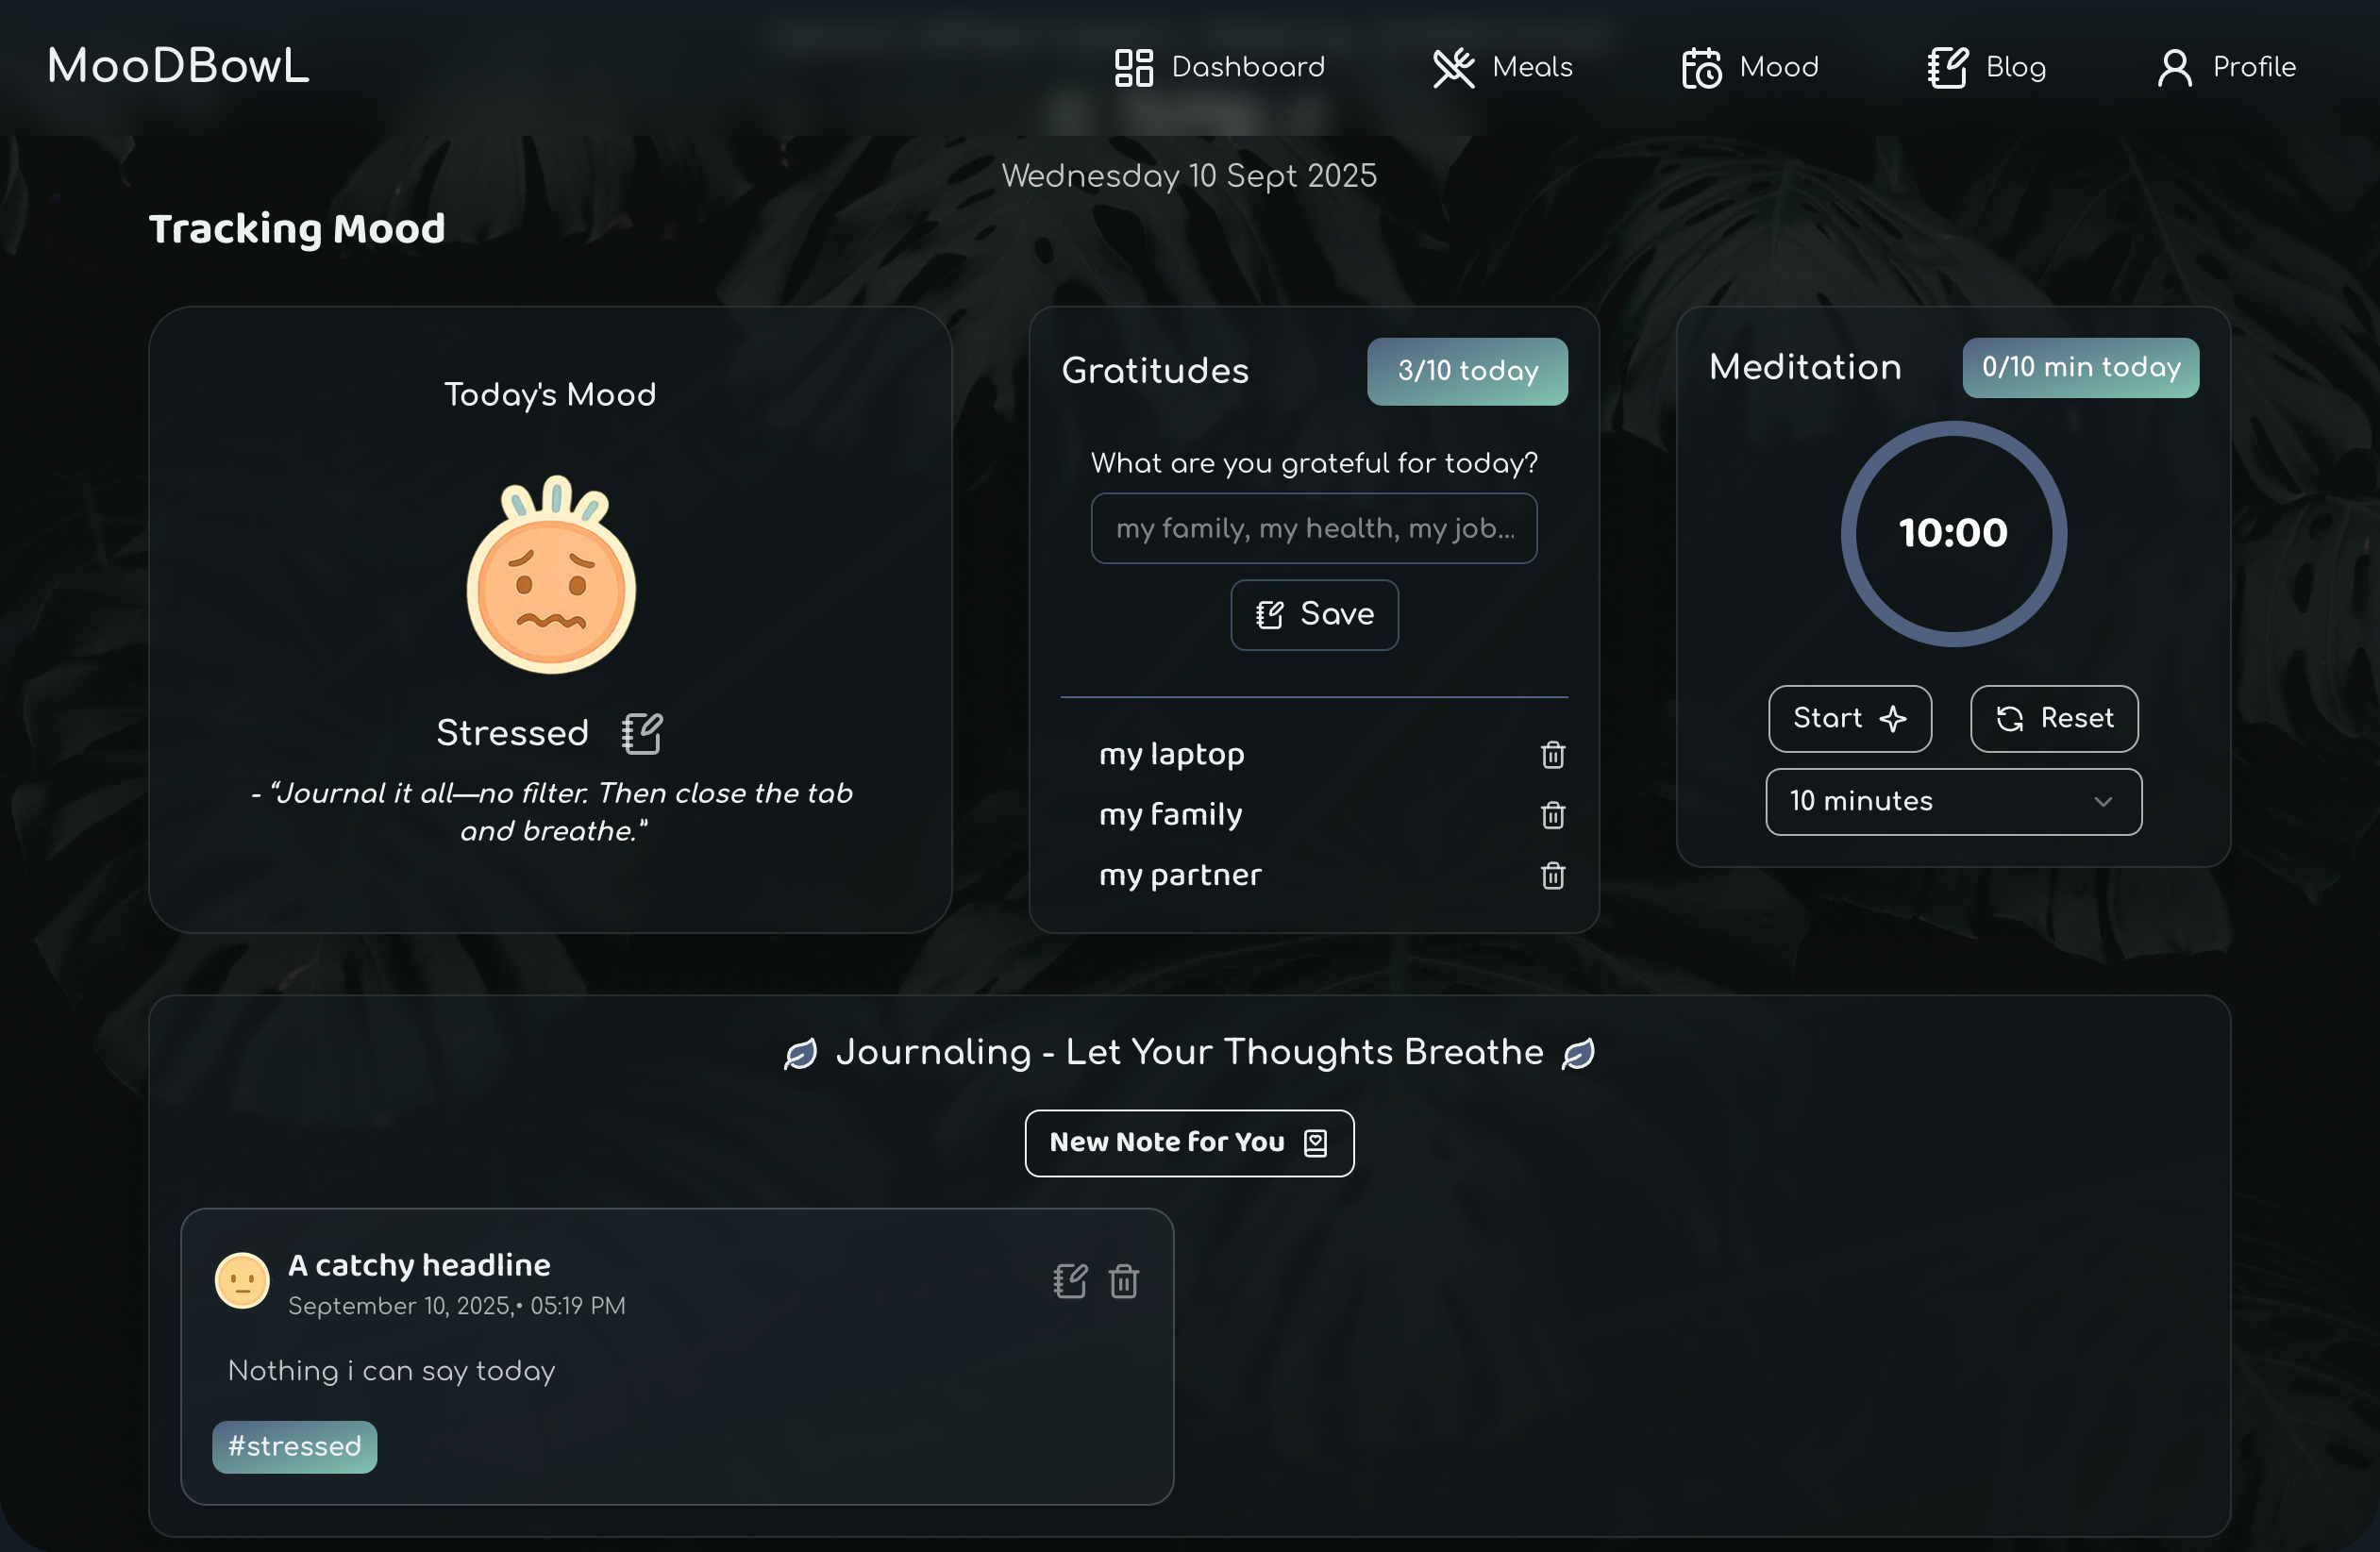 MooDBowL
Dashboard
Meals
Mood
Blog
Profile
Wednesday 10 Sept 2025
Tracking Mood
Today's Mood
Stressed
- “Journal it all—no filter. Then close the tab
and breathe.”
Gratitudes
3/10 today
What are you grateful for today?
my family, my health, my job...
Save
my laptop
my family
my partner
Meditation
0/10 min today
10:00
Start
Reset
10 minutes
Journaling - Let Your Thoughts Breathe
New Note for You
A catchy headline
September 10, 2025,• 05:19 PM
Nothing i can say today
#stressed